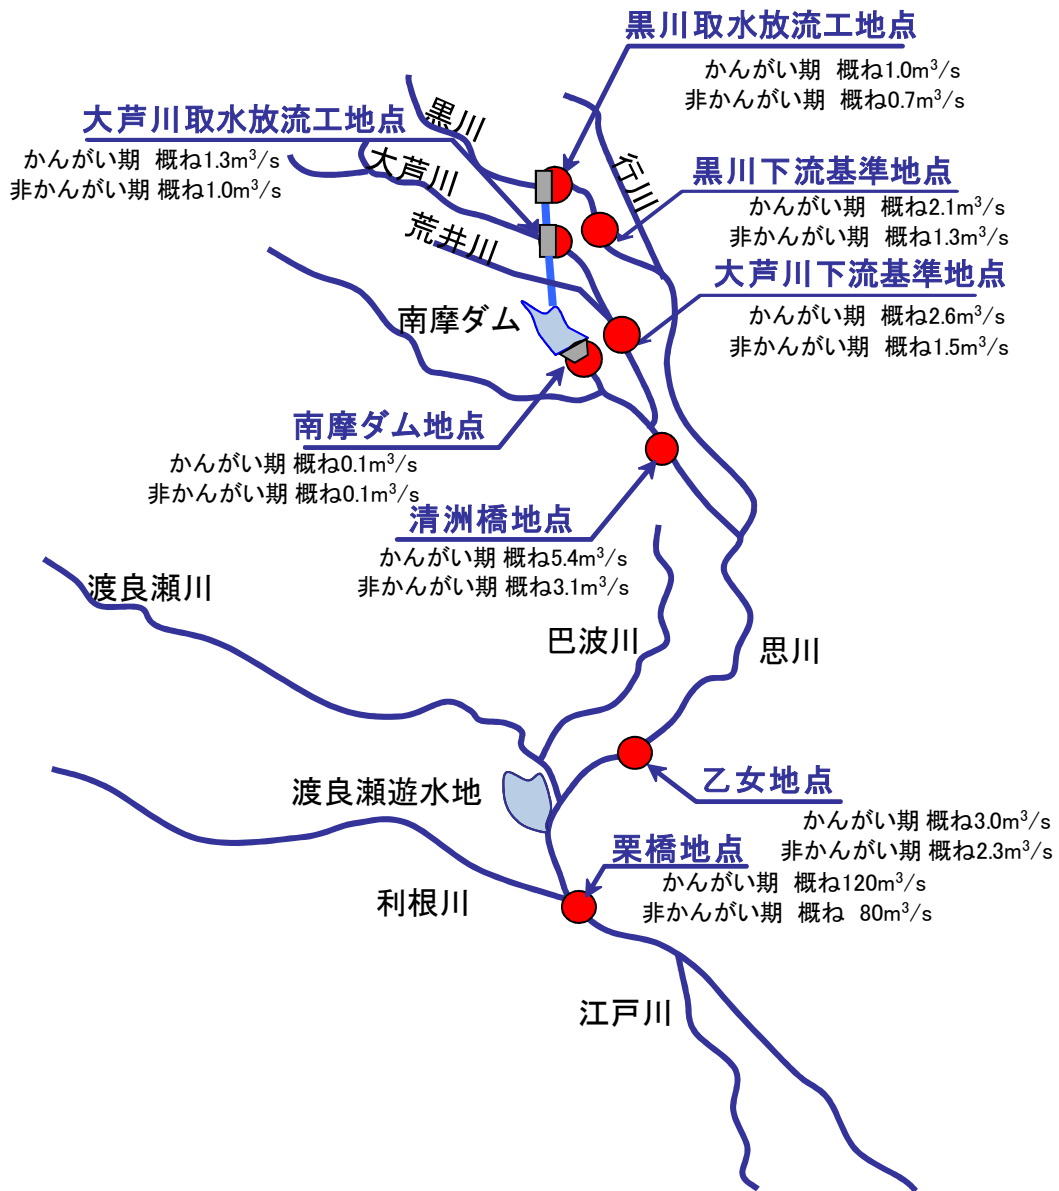 黒川取水放流工地点
かんがい期 概ね1.0m³/s
非かんがい期 概ね0.7m³/s
大芦川取水放流工地点
かんがい期 概ね1.3m³/s
非かんがい期 概ね1.0m³/s
黒川
大芦川
荒井川
行川
黒川下流基準地点
かんがい期 概ね2.1m³/s
非かんがい期 概ね1.3m³/s
大芦川下流基準地点
かんがい期 概ね2.6m³/s
非かんがい期 概ね1.5m³/s
南摩ダム
南摩ダム地点
かんがい期 概ね0.1m³/s
非かんがい期 概ね0.1m³/s
清洲橋地点
かんがい期 概ね5.4m³/s
非かんがい期 概ね3.1m³/s
渡良瀬川
巴波川
思川
渡良瀬遊水地
乙女地点
かんがい期 概ね3.0m³/s
非かんがい期 概ね2.3m³/s
栗橋地点
かんがい期 概ね120m³/s
非かんがい期 概ね 80m³/s
利根川
江戸川